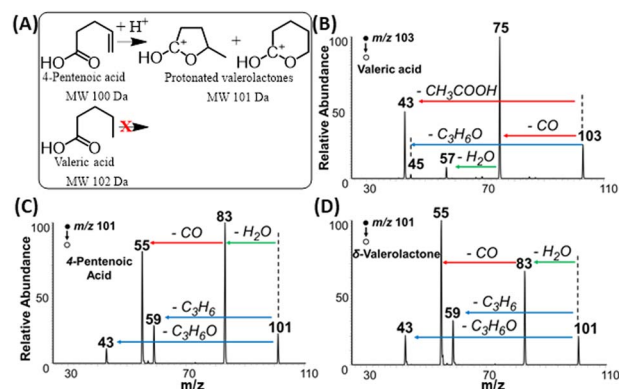 (A)
+ H+
HO
O
4-Pentenoic acid
MW 100 Da
HO
C+
O
+
HO
C+
O
Protonated valerolactones
MW 101 Da
HO
O
X
Valeric acid
MW 102 Da
(B)
m/z 103
Valeric acid
Relative Abundance
100
50
0
75
- CH3COOH
43
- CO
- C3H6O
103
45
57
- H2O
30
70
110
(C)
m/z 101
4-Pentenoic
Acid
Relative Abundance
100
50
0
83
- CO
- H2O
55
- C3H6
59
- C3H6O
43
101
30
70
110
m/z
(D)
m/z 101
δ-Valerolactone
100
50
0
55
- CO
- H2O
83
- C3H6
59
- C3H6O
43
101
30
70
110
m/z